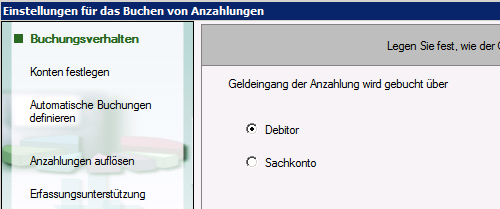 Einstellungen für das Buchen von Anzahlungen
Buchungsverhalten
Konten festlegen
Automatische Buchungen
definieren
Anzahlungen auflösen
Erfassungsunterstützung
Legen Sie fest, wie der
Geldeingang der Anzahlung wird gebucht über
Debitor
Sachkonto